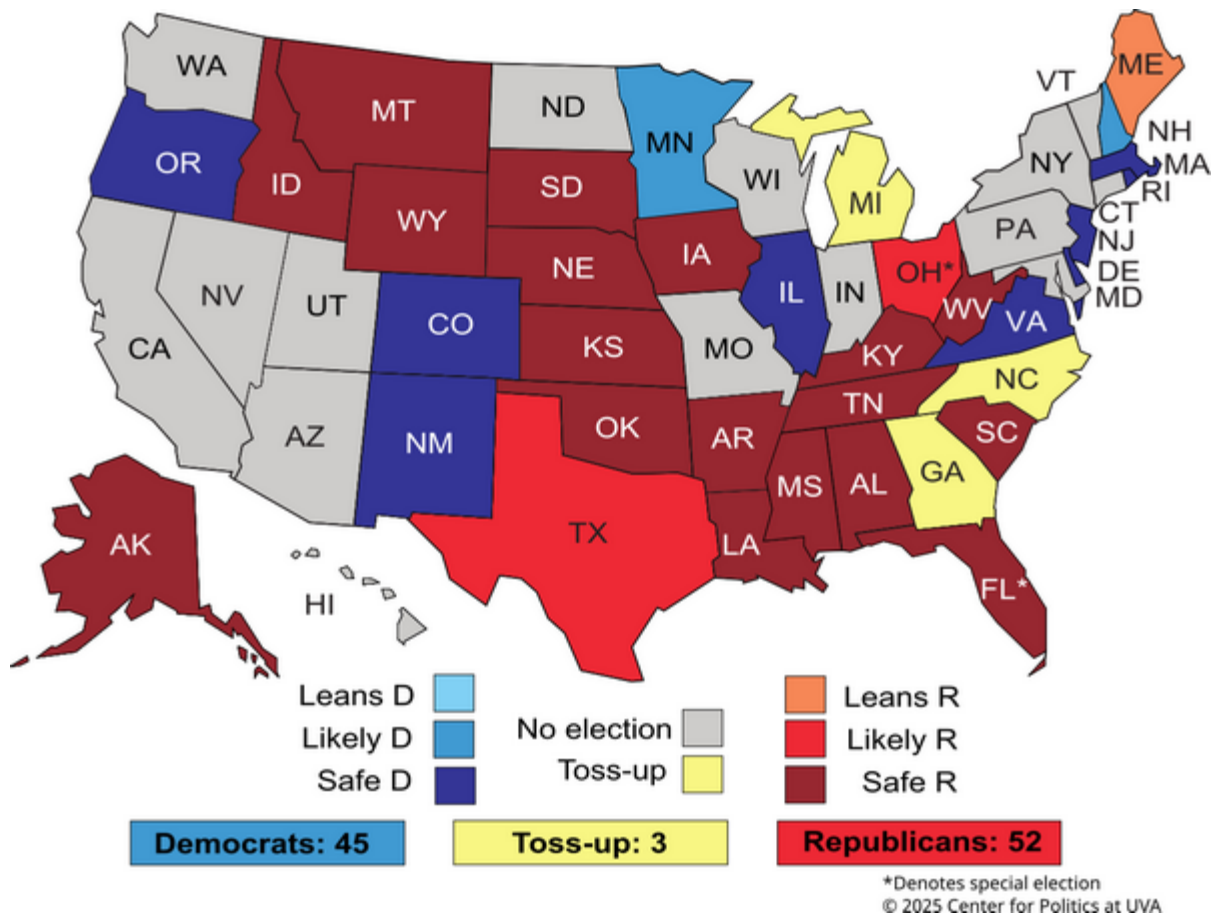 WA
MT
ND
MN
VT
ME
NH
OR
ID
SD
WI
NY
MA
WY
MI
RI
IA
PA
CT
NE
NJ
NV
UT
OH*
DE
IL
IN
MD
CO
WV
VA
CA
KS
MO
KY
NC
TN
AZ
NM
OK
AR
SC
MS
AL
GA
AK
TX
LA
FL*
HI
Leans D
Likely D
Safe D
No election
Toss-up
Leans R
Likely R
Safe R
Democrats: 45
Toss-up: 3
Republicans: 52
*Denotes special election
© 2025 Center for Politics at UVA